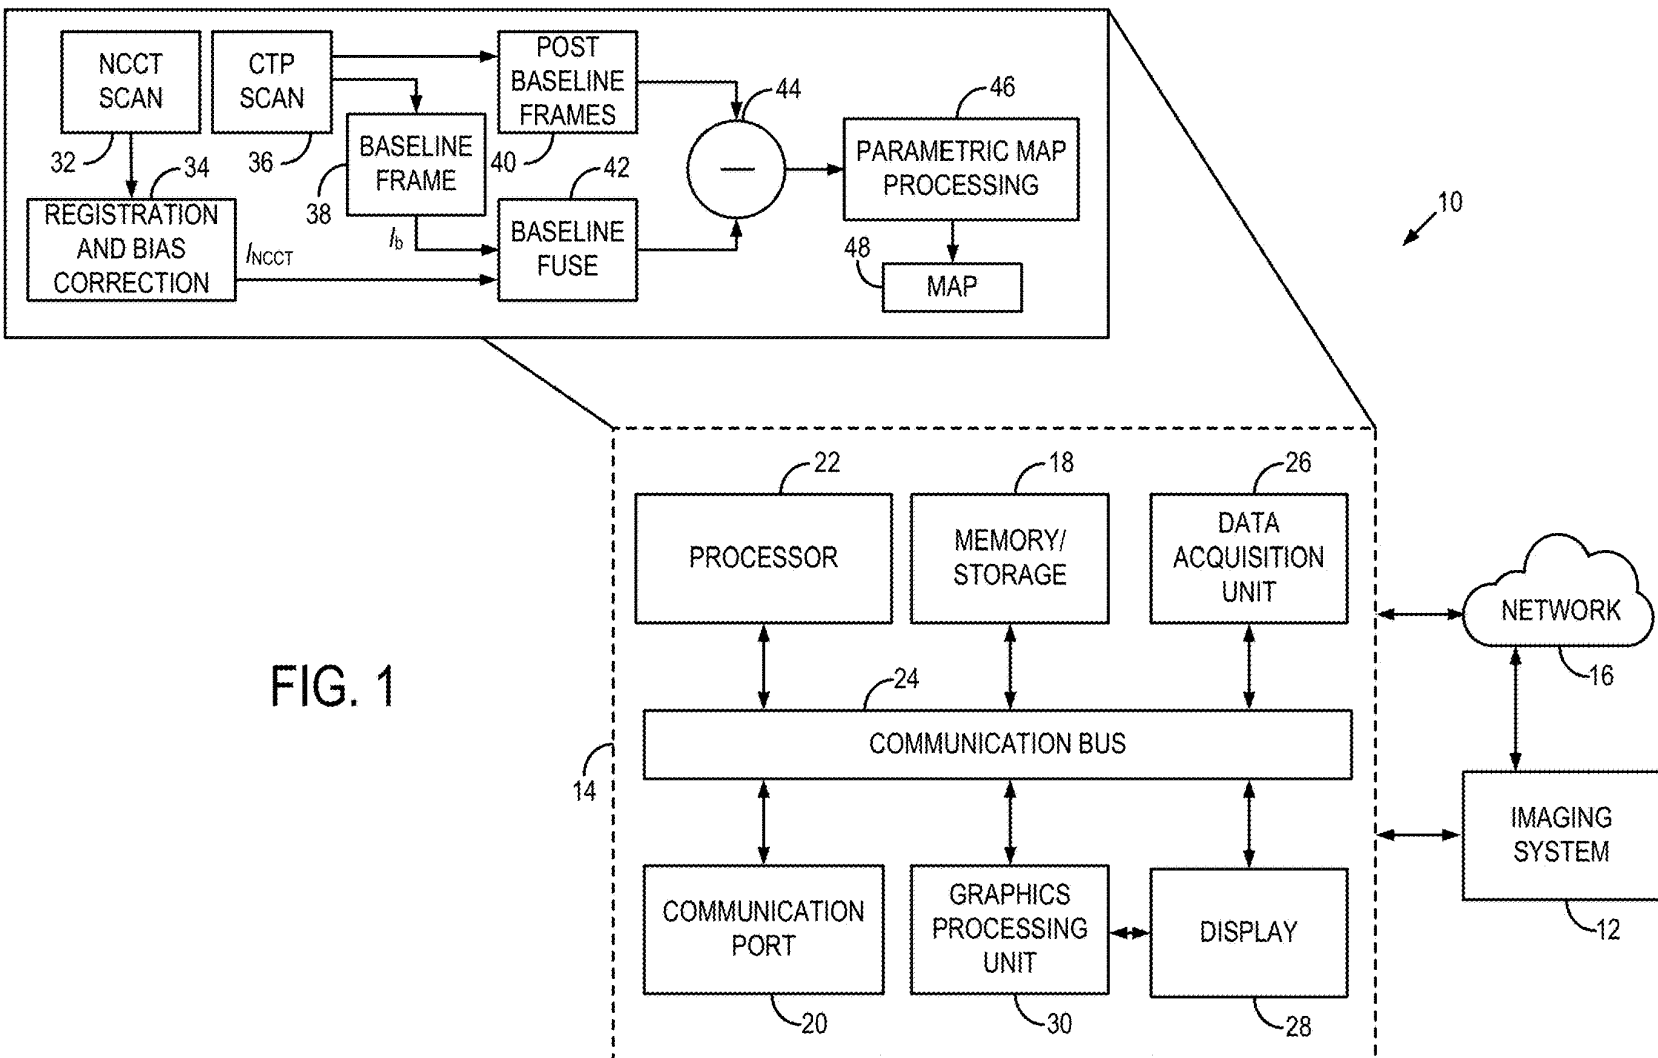 NCCT
SCAN
32
CTP
SCAN
36
POST
BASELINE
FRAMES
40
44
46
BASELINE
FRAME
38
34
REGISTRATION
AND BIAS
CORRECTION
I_NCCT
I_b
42
BASELINE
FUSE
—
PARAMETRIC MAP
PROCESSING
48
MAP
10
22
PROCESSOR
18
MEMORY/
STORAGE
26
DATA
ACQUISITION
UNIT
NETWORK
16
FIG. 1
24
COMMUNICATION BUS
14
IMAGING
SYSTEM
12
COMMUNICATION
PORT
20
GRAPHICS
PROCESSING
UNIT
30
DISPLAY
28